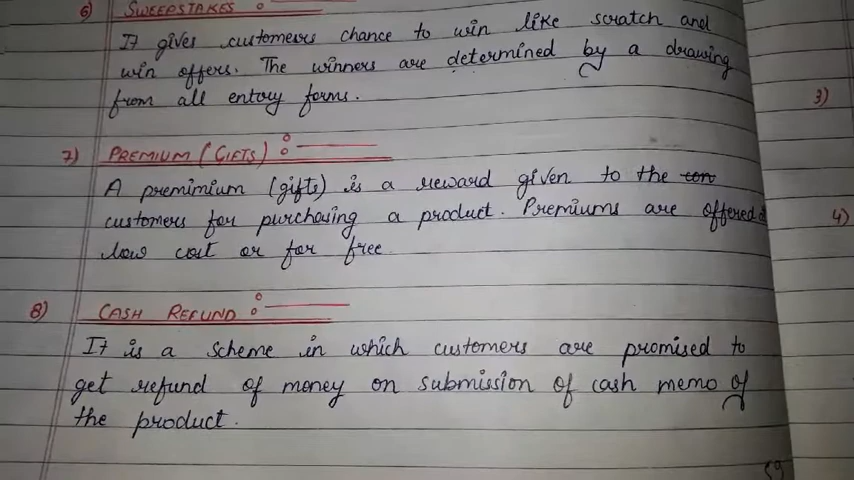 6) SWEEPSTAKES :
It gives customers chance to win like scratch and
win offers. The winners are determined by a drawing
from all entory forms.
3)
7) PREMIUM (GIFTS) :
A premimium (gifts) is a reward given to the
customers for purchasing a product. Premiums are offered
4)
low cost or for free
8) CASH REFUND :
It is a scheme in which customers are promised to
get refund of money on submission of cash memo of
the product.
59